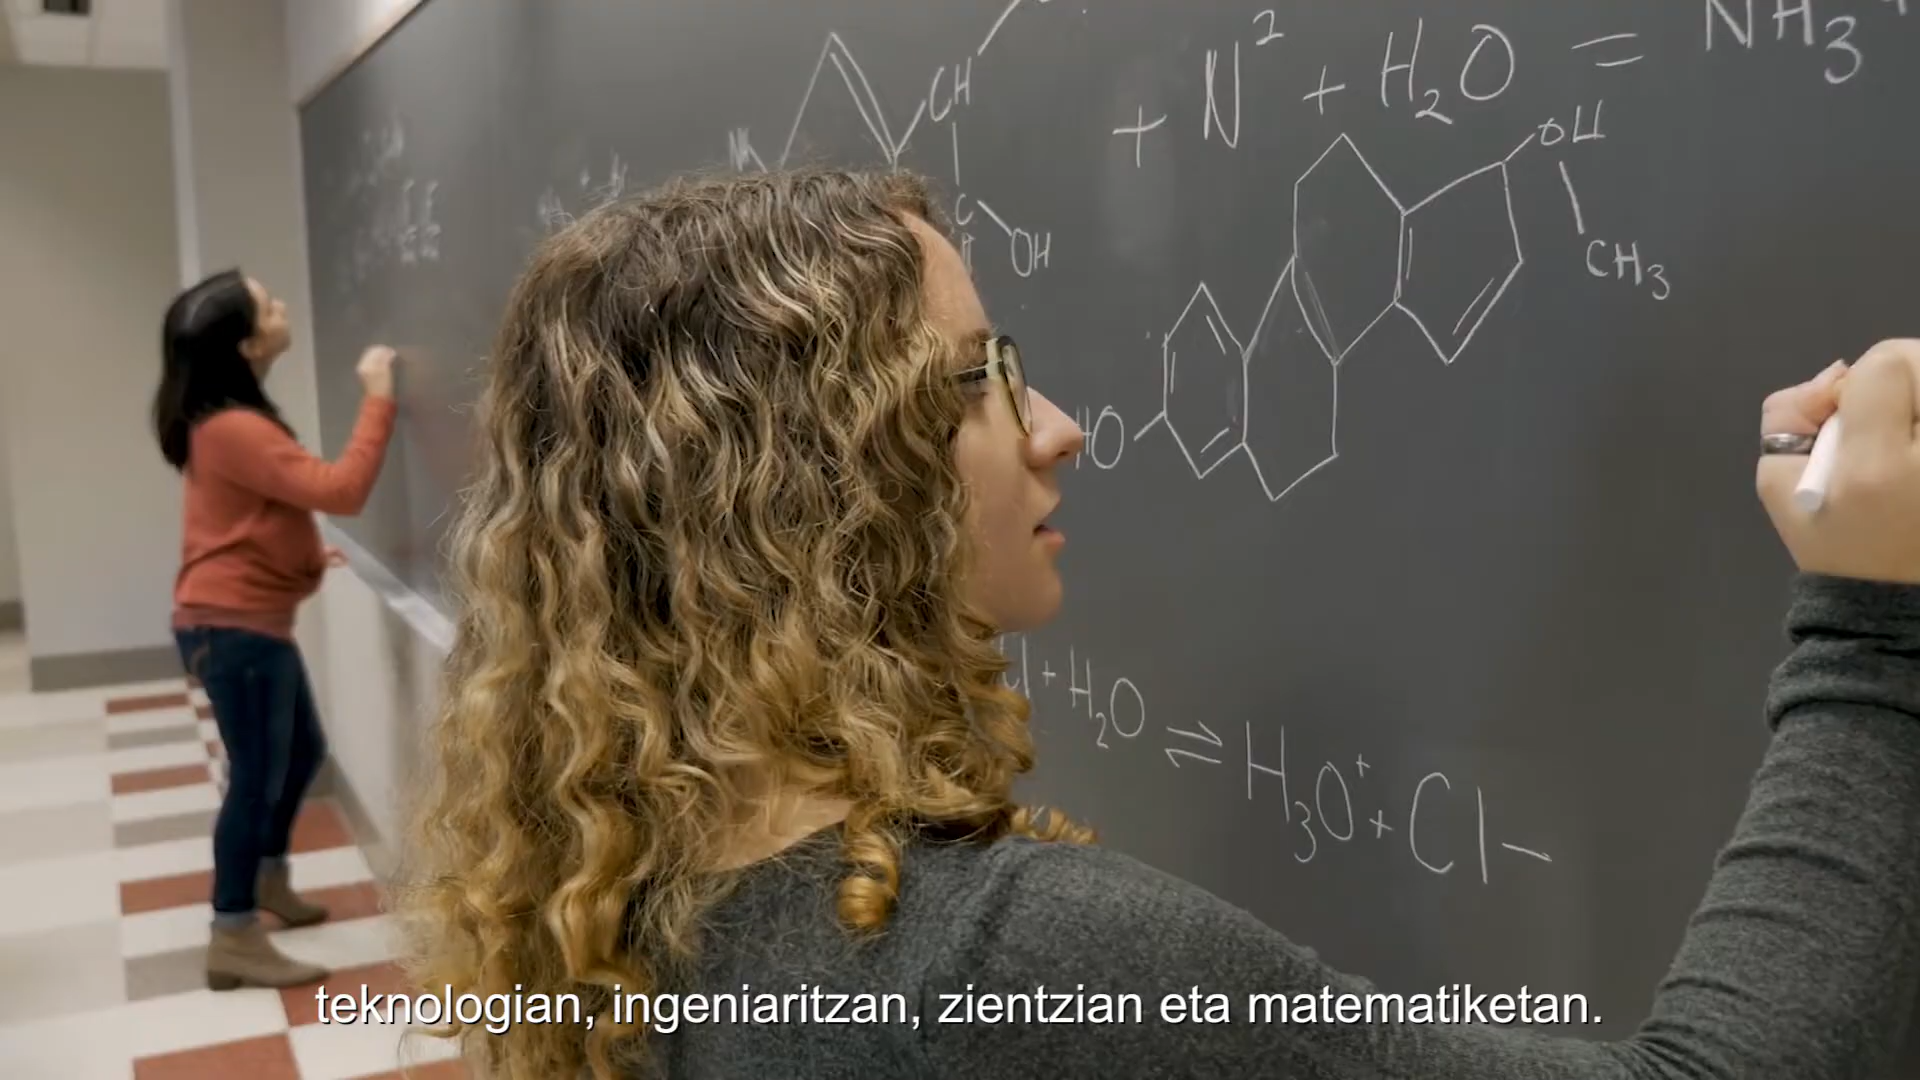 + N² + H₂O = NH₃ +
CH
OH
C
OH
CH₃
HO
+ H₂O ⇌ H₃O⁺ + Cl−
teknologian, ingeniaritzan, zientzian eta matematiketan.